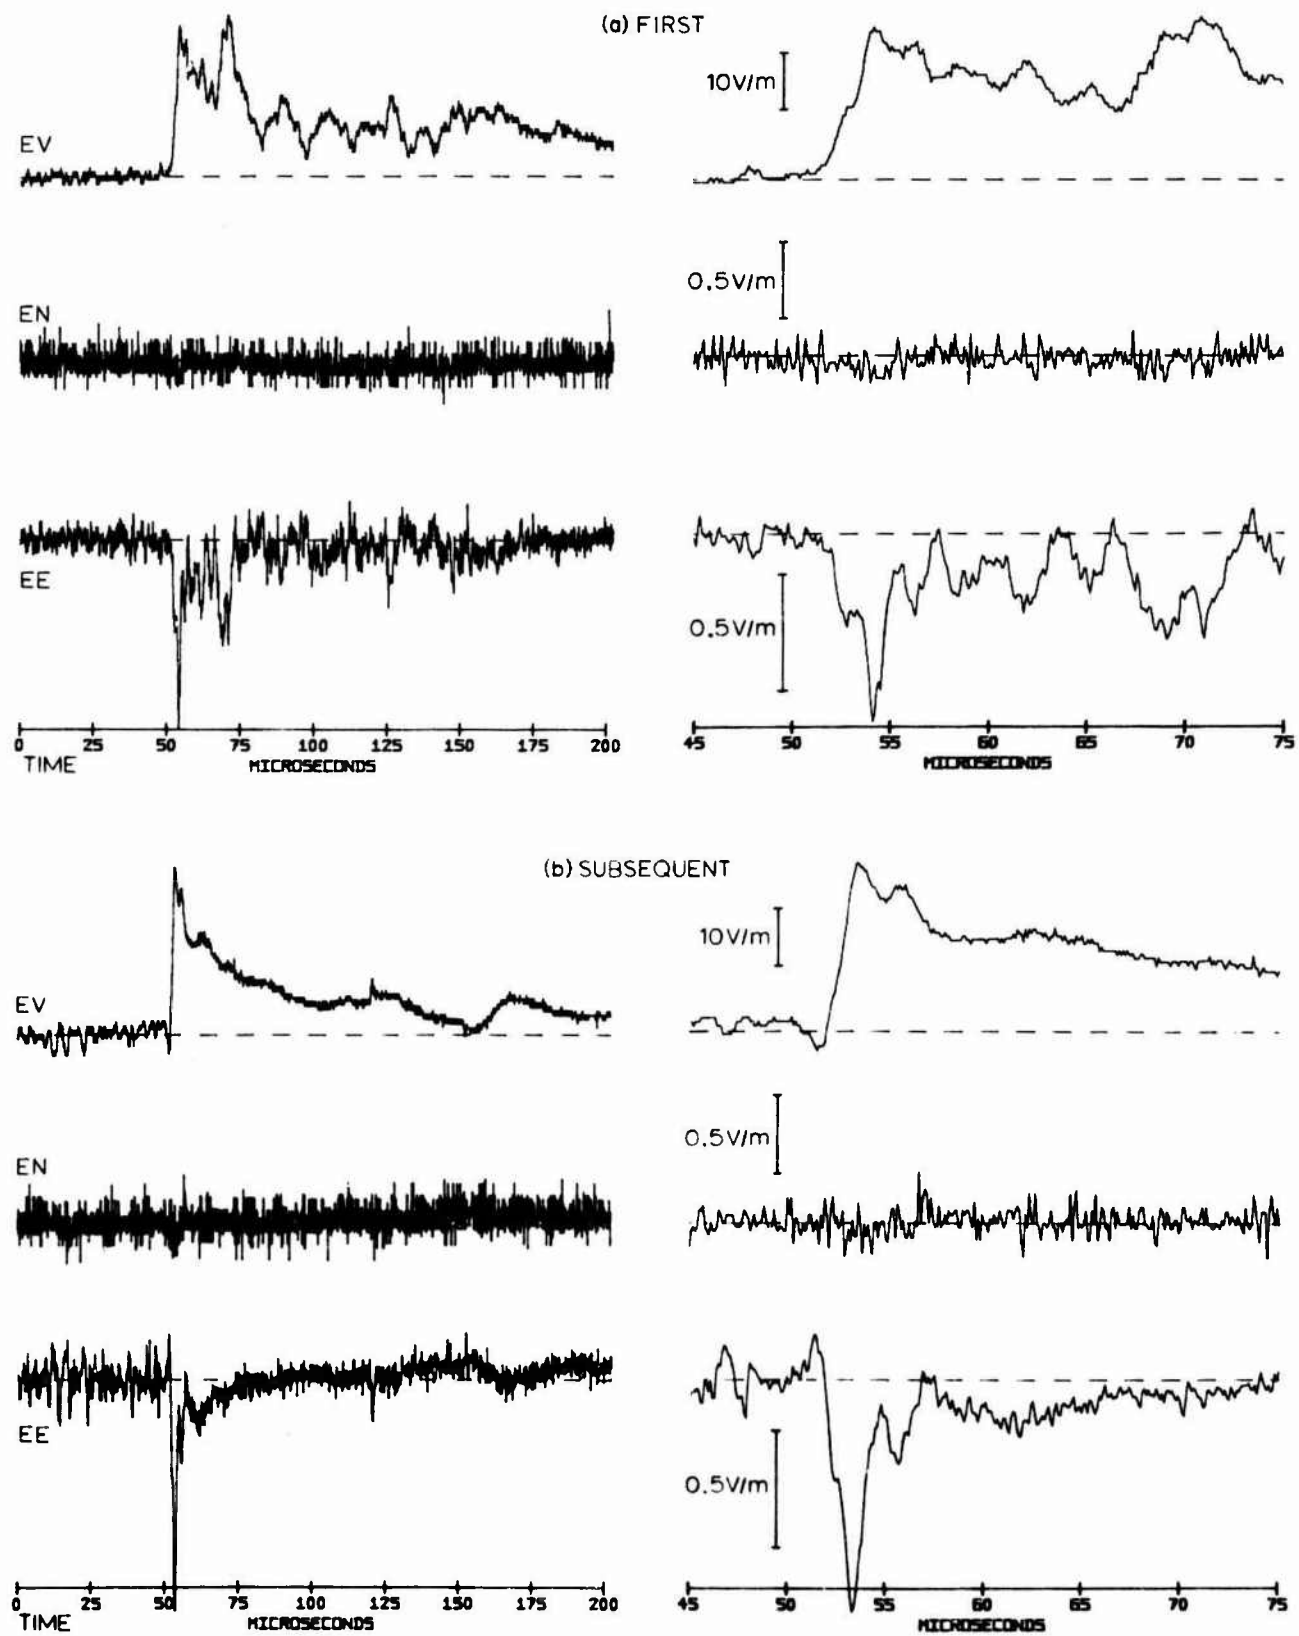 (a) FIRST
EV
10V/m
0.5V/m
EN
EE
0.5V/m
0 25 50 75 100 125 150 175 200
TIME
MICROSECONDS
45 50 55 60 65 70 75
MICROSECONDS
(b) SUBSEQUENT
10V/m
EV
0.5V/m
EN
EE
0.5V/m
0 25 50 75 100 125 150 175 200
TIME
MICROSECONDS
45 50 55 60 65 70 75
MICROSECONDS